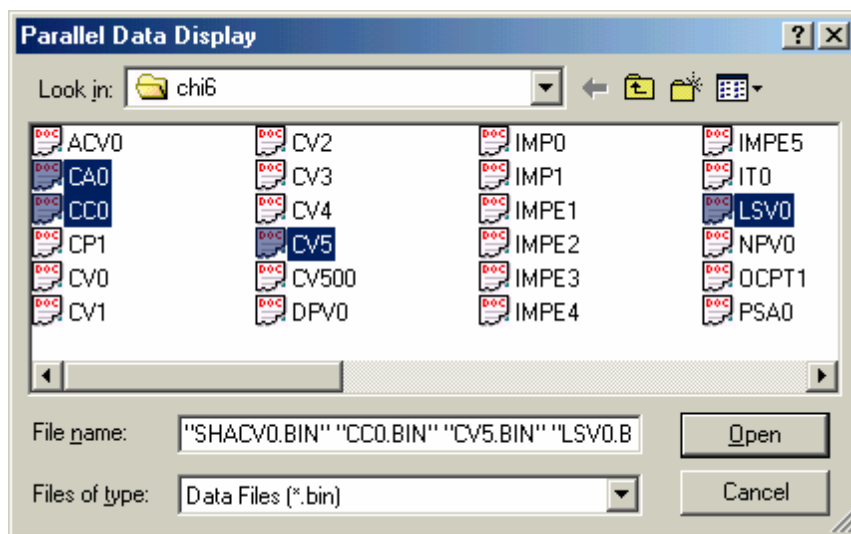 Parallel Data Display
Look in: chi6
ACV0 CV2 IMP0 IMPE5
CA0 CV3 IMP1 IT0
CC0 CV4 IMPE1 LSV0
CP1 CV5 IMPE2 NPV0
CV0 CV500 IMPE3 OCPT1
CV1 DPV0 IMPE4 PSA0
File name: "SHACV0.BIN" "CC0.BIN" "CV5.BIN" "LSV0.B Open
Files of type: Data Files (*.bin) Cancel